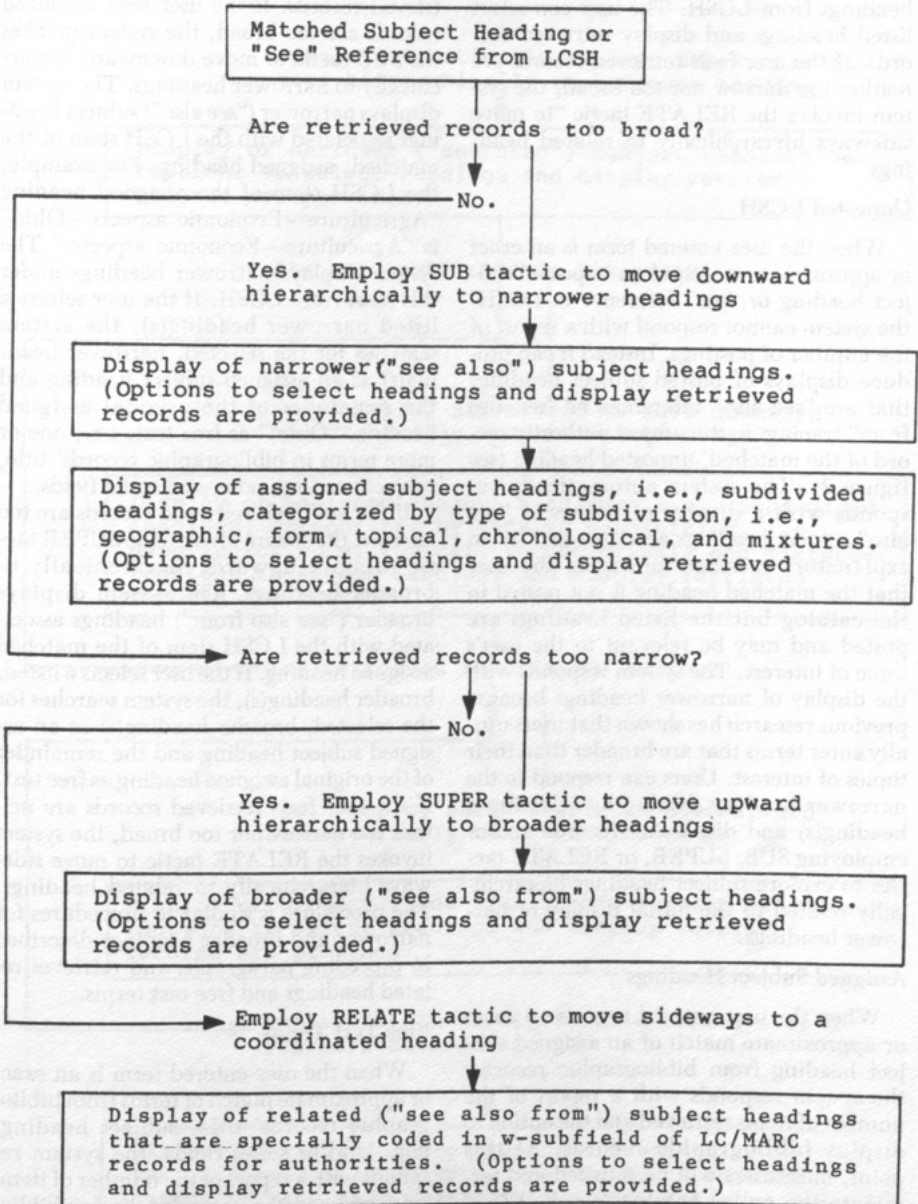 Matched Subject Heading or
"See" Reference from LCSH
Are retrieved records too broad?
No.
Yes. Employ SUB tactic to move downward
hierarchicly to narrower headings
Display of narrower("see also") subject headings.
(Options to select headings and display retrieved
records are provided.)
Display of assigned subject headings, i.e., subdivided
headings, categorized by type of subdivision, i.e.,
geographic, form, topical, chronological, and mixtures.
(Options to select headings and display retrieved
records are provided.)
Are retrieved records too narrow?
No.
Yes. Employ SUPER tactic to move upward
hierarchically to broader headings
Display of broader ("see also from") subject headings.
(Options to select headings and display retrieved
records are provided.)
Employ RELATE tactic to move sideways to a
coordinated heading
Display of related ("see also from") subject headings
that are specially coded in w-subfield of LC/MARC
records for authorities. (Options to select headings
and display retrieved records are provided.)